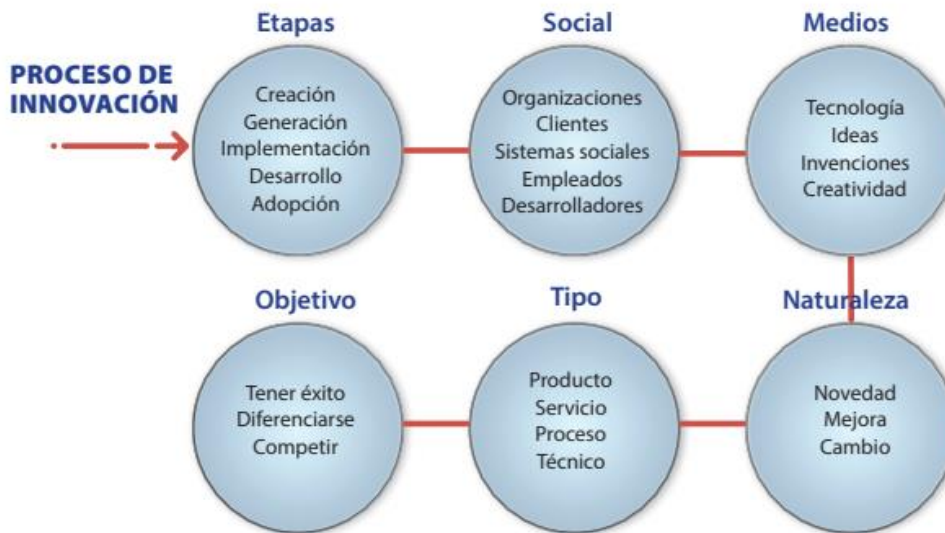 PROCESO DE
INNOVACIÓN
Etapas
Creación
Generación
Implementación
Desarrollo
Adopción
Social
Organizaciones
Clientes
Sistemas sociales
Empleados
Desarrolladores
Medios
Tecnología
Ideas
Invenciones
Creatividad
Naturaleza
Novedad
Mejora
Cambio
Tipo
Producto
Servicio
Proceso
Técnico
Objetivo
Tener éxito
Diferenciarse
Competir